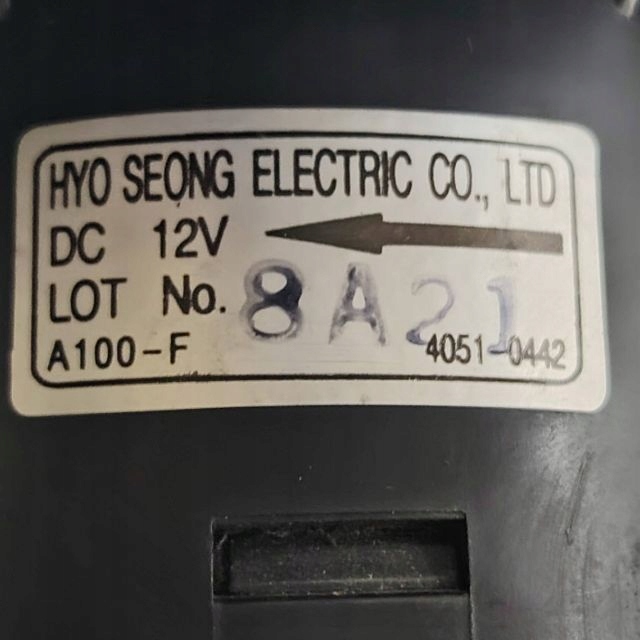 HYO SEONG ELECTRIC CO., LTD
DC 12V
LOT No. 8A21
A100-F 4051-0442